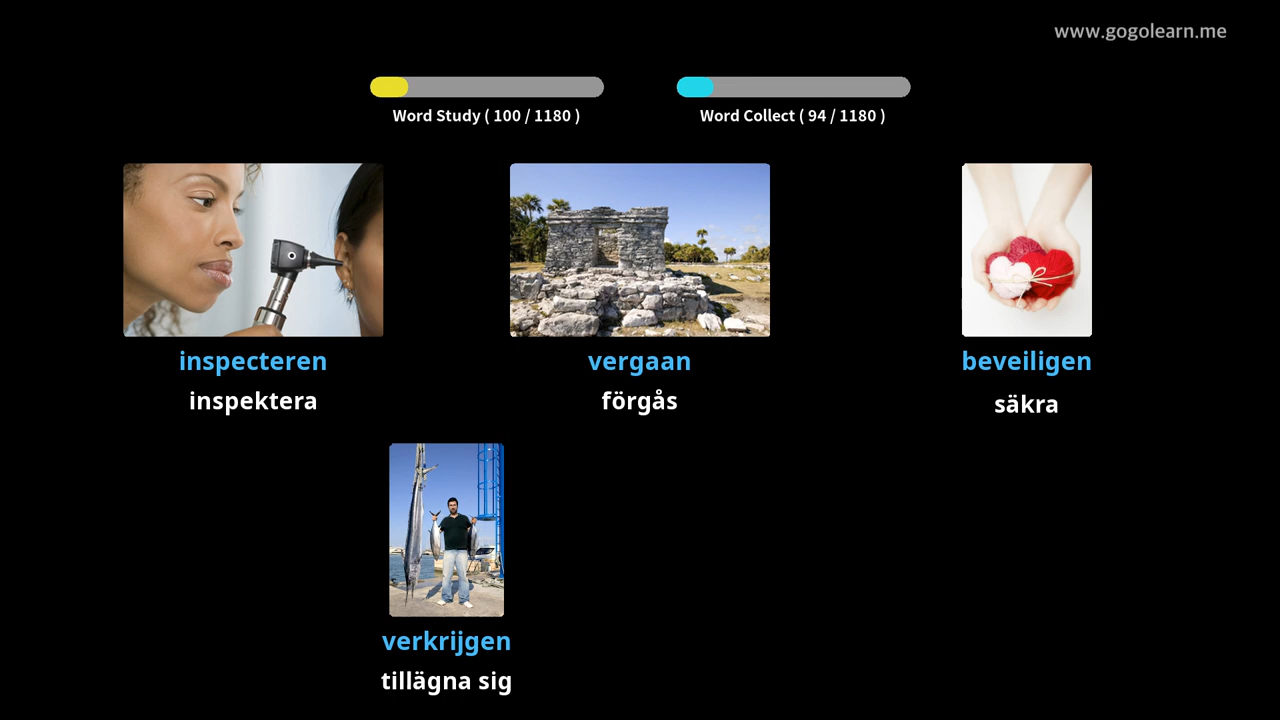 www.gogolearn.me
Word Study ( 100 / 1180 )
Word Collect ( 94 / 1180 )
inspecteren
inspektera
vergaan
förgås
beveiligen
säkra
verkrijgen
tillägna sig